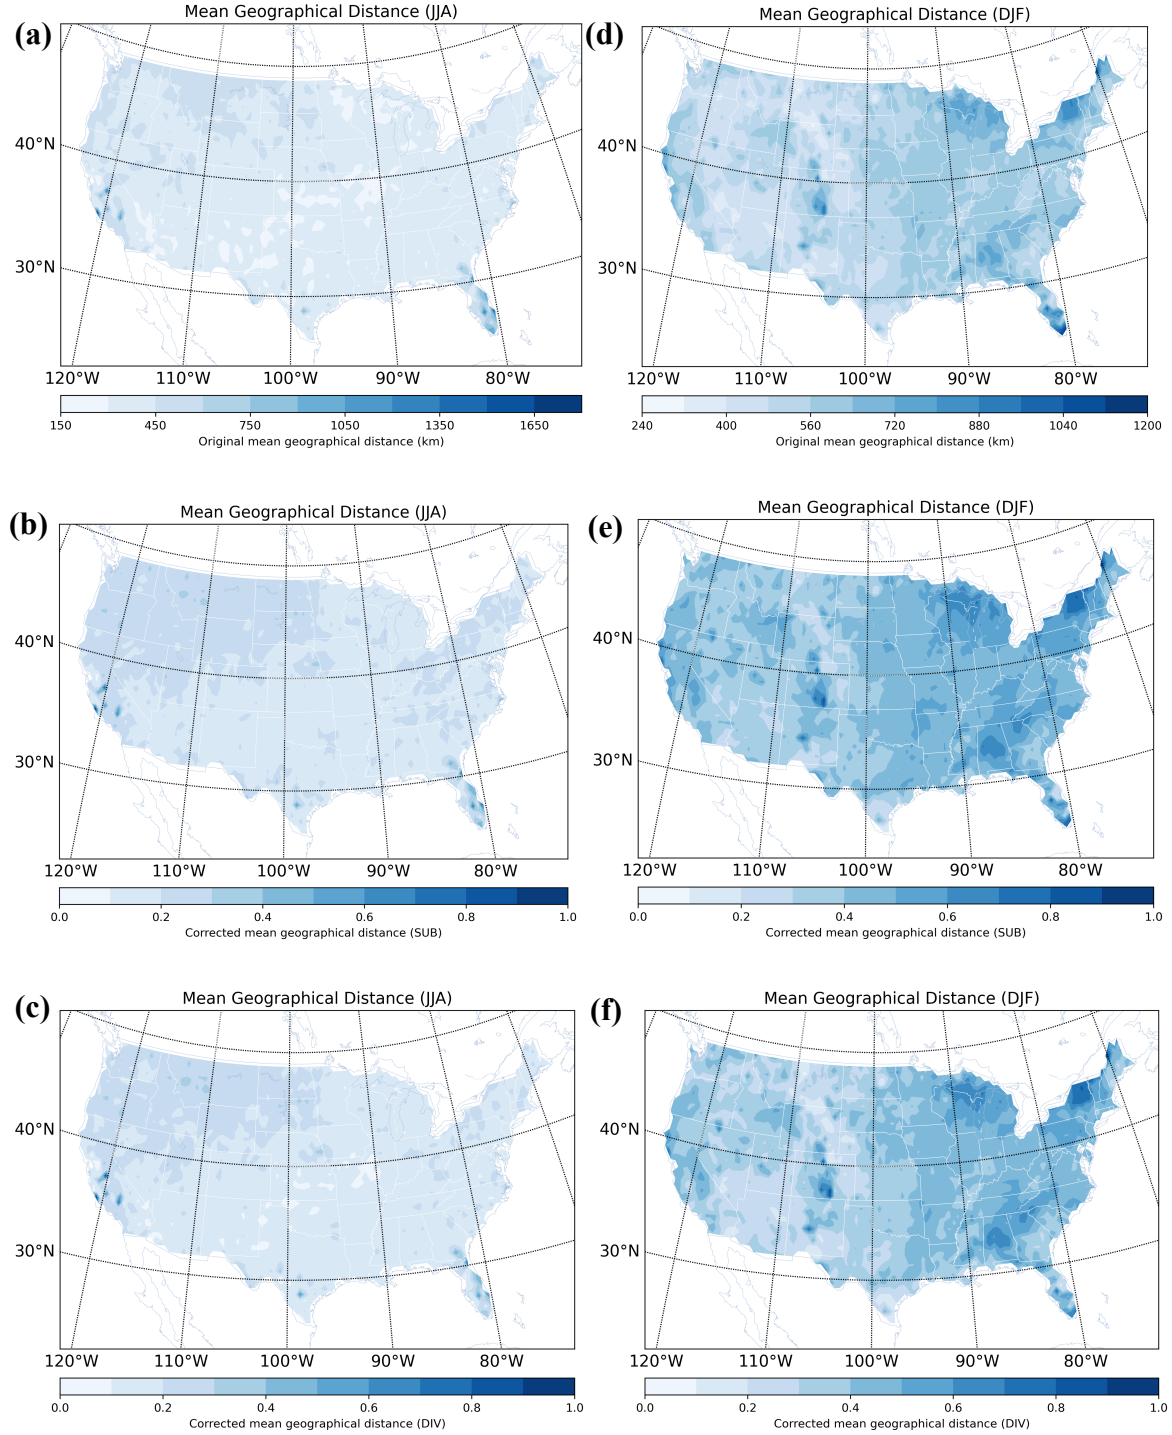 Mean Geographical Distance (JJA)
(a)
40°N
30°N
120°W 110°W 100°W 90°W 80°W
150 450 750 1050 1350 1650
Original mean geographical distance (km)
Mean Geographical Distance (DJF)
(d)
40°N
30°N
120°W 110°W 100°W 90°W 80°W
240 400 560 720 880 1040 1200
Original mean geographical distance (km)
Mean Geographical Distance (JJA)
(b)
40°N
30°N
120°W 110°W 100°W 90°W 80°W
0.0 0.2 0.4 0.6 0.8 1.0
Corrected mean geographical distance (SUB)
Mean Geographical Distance (DJF)
(e)
40°N
30°N
120°W 110°W 100°W 90°W 80°W
0.0 0.2 0.4 0.6 0.8 1.0
Corrected mean geographical distance (SUB)
Mean Geographical Distance (JJA)
(c)
40°N
30°N
120°W 110°W 100°W 90°W 80°W
0.0 0.2 0.4 0.6 0.8 1.0
Corrected mean geographical distance (DIV)
Mean Geographical Distance (DJF)
(f)
40°N
30°N
120°W 110°W 100°W 90°W 80°W
0.0 0.2 0.4 0.6 0.8 1.0
Corrected mean geographical distance (DIV)